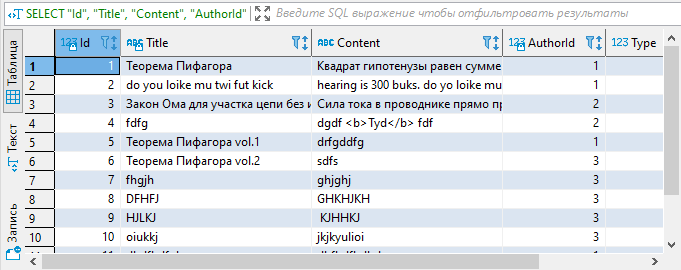 SELECT "Id", "Title", "Content", "AuthorId" Введите SQL выражение чтобы отфильтровать результаты
Таблица
Текст
Запись
123 Id ABC Title ABC Content 123 AuthorId 123 Type
1 1 Теорема Пифагора Квадрат гипотенузы равен сумме 1
2 2 do you loike mu twi fut kick hearing is 300 buks. do yo loike mu 1
3 3 Закон Ома для участка цепи без и Сила тока в проводнике прямо пр 2
4 4 fdfg dgdf <b>Tyd</b> fdf 2
5 5 Теорема Пифагора vol.1 drfgddfg 1
6 6 Теорема Пифагора vol.2 sdfs 3
7 7 fhgjh ghjghj 3
8 8 DFHFJ GHKHJKH 3
9 9 HJLKJ KJHHKJ 3
10 10 oiukkj jkjkyulioi 3